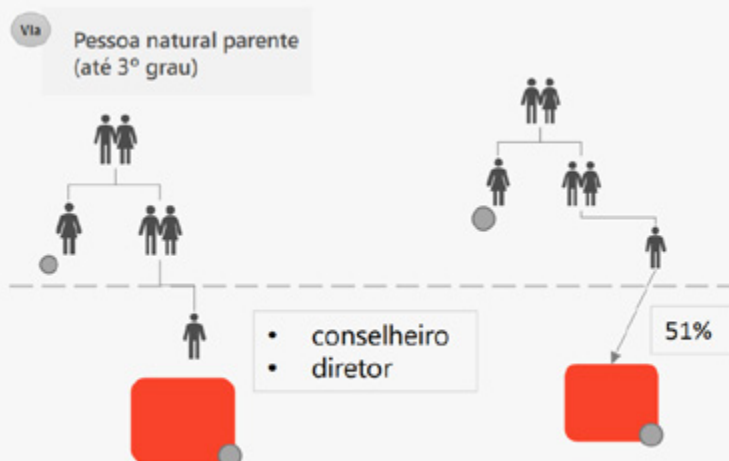 Via
Pessoa natural parente
(até 3º grau)
• conselheiro
• diretor
51%